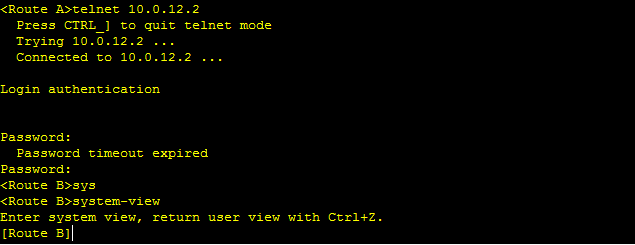 <Route A>telnet 10.0.12.2
Press CTRL_] to quit telnet mode
Trying 10.0.12.2 ...
Connected to 10.0.12.2 ...
Login authentication
Password:
Password timeout expired
Password:
<Route B>sys
<Route B>system-view
Enter system view, return user view with Ctrl+Z.
[Route B]